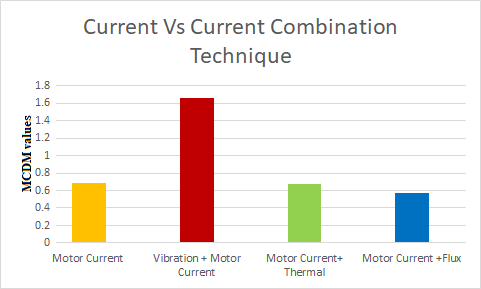 Current Vs Current Combination
Technique
MCDM values
1.8
1.6
1.4
1.2
1
0.8
0.6
0.4
0.2
0
Motor Current
Vibration + Motor
Current
Motor Current+
Thermal
Motor Current +Flux